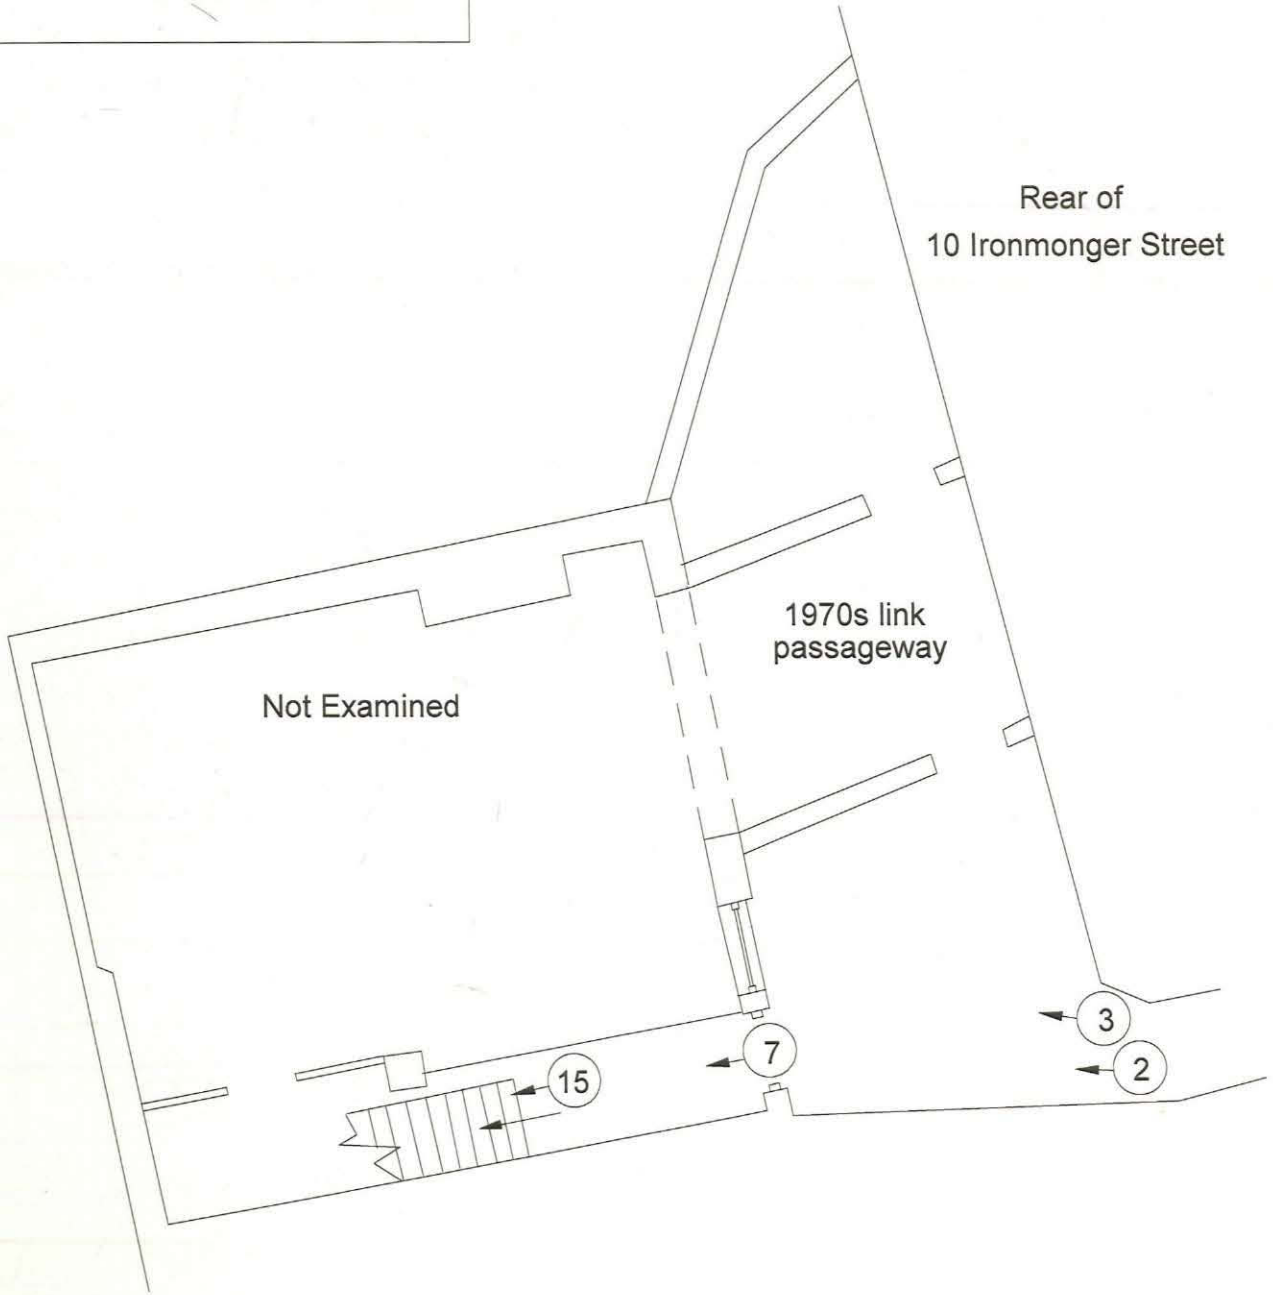 Rear of
10 Ironmonger Street
1970s link
passageway
Not Examined
3
7
2
15